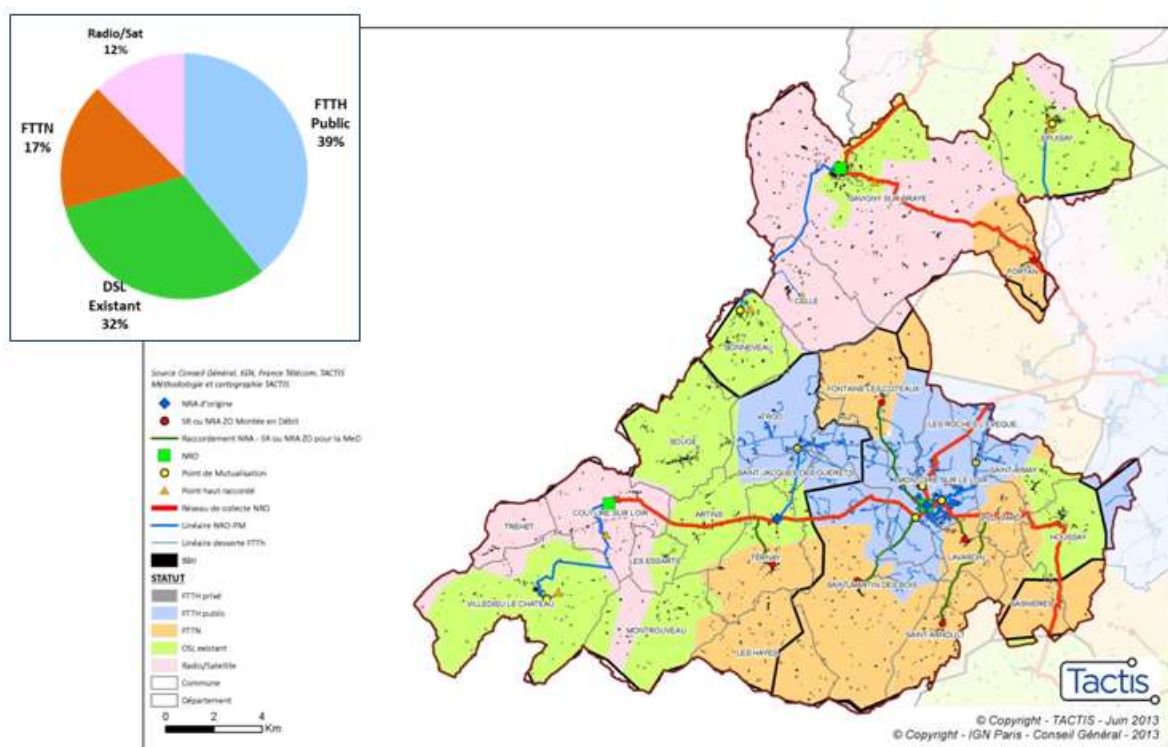 Radio/Sat
12%
FTTN
17%
FTTH
Public
39%
DSL
Existant
32%
EPUISAY
SAVIGNY SUR BRAYE
FORTAN
CELLE
BONNEVEAU
FONTAINE LES COTEAUX
TROO
LES ROCHES L'EVEQUE
SOUGE
SAINT JACQUES DES GUERETS
SAINT RIMAY
MONTOIRE SUR LE LOIR
COUTURE SUR LOIR
ARTINS
TREHET
HOUSSAY
LES ESSARTS
TERNAY
LAVARDIN
SAINT MARTIN DES BOIS
VILLEDIEU LE CHATEAU
SASNIERES
MONTROUVEAU
SAINT ARNOULT
LES HAYES
Source Conseil Général, IGN, France Télécom, TACTIS
Méthodologie et cartographie TACTIS
NRA d'origine
SR ou NRA ZO Montée en Débit
Raccordement NRA - SR ou NRA ZO pour la MeD
NRO
Point de Mutualisation
Point haut raccordé
Réseau de collecte NRO
Linéaire NRO-PM
Linéaire desserte FTTh
Bâti
STATUT
FTTH privé
FTTH public
FTTN
DSL existant
Radio/Satellite
Commune
Département
0 2 4
Km
Tactis
© Copyright - TACTIS - Juin 2013
© Copyright - IGN Paris - Conseil Général - 2013